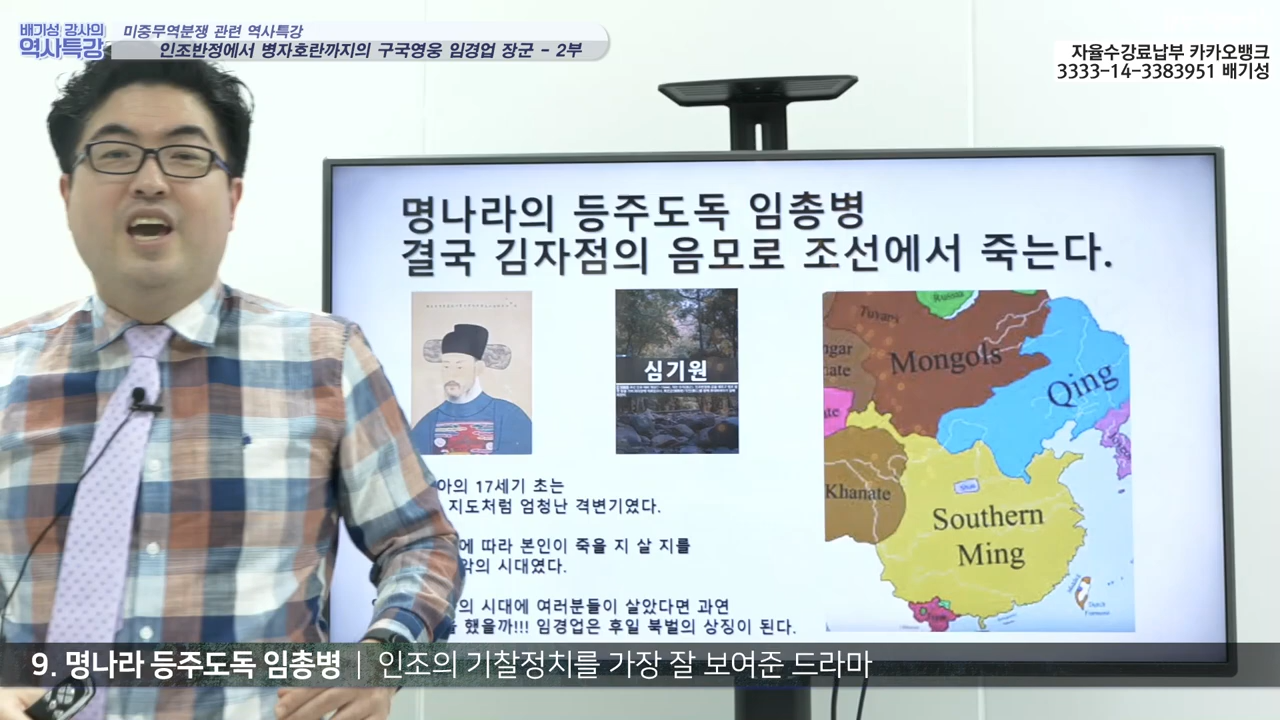 배기성 강사의
역사특강
미중무역분쟁 관련 역사특강
인조반정에서 병자호란까지의 구국영웅 임경업 장군 - 2부
자율수강료납부 카카오뱅크
3333-14-3383951 배기성
명나라의 등주도독 임총병
결국 김자점의 음모로 조선에서 죽는다.
심기원
Russia
Tuvans
Mongols
Qing
Khanate
Southern
Ming
Dutch
Formosa
아의 17세기 초는
지도처럼 엄청난 격변기였다.
에 따라 본인이 죽을 지 살 지를
악의 시대였다.
의 시대에 여러분들이 살았다면 과연
을 했을까!!! 임경업은 후일 북벌의 상징이 된다.
9. 명나라 등주도독 임총병 | 인조의 기찰정치를 가장 잘 보여준 드라마